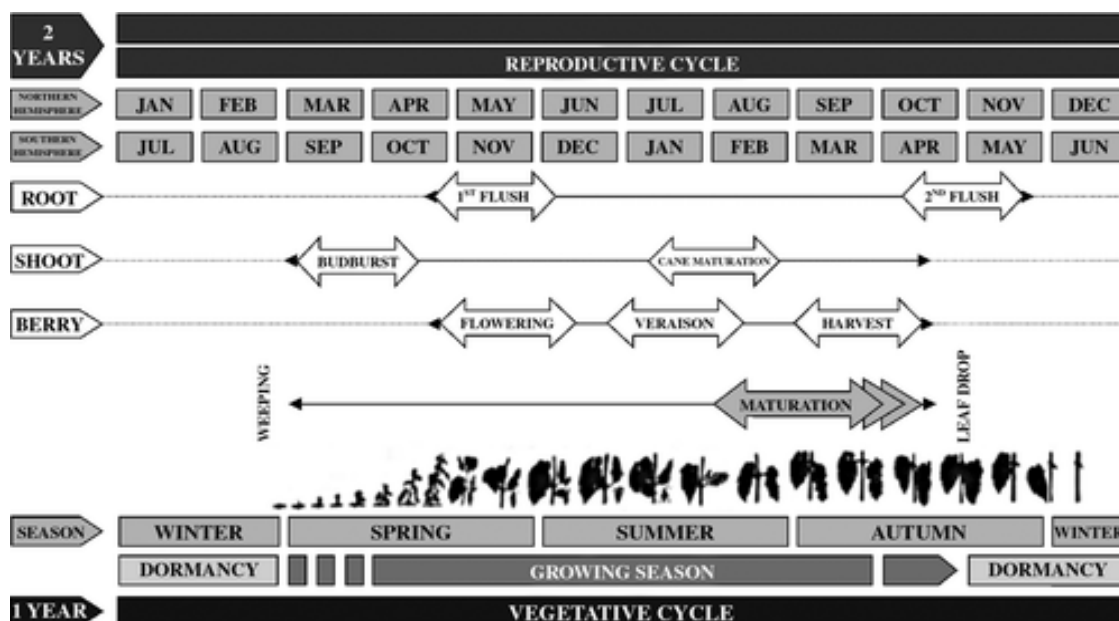 2 YEARS
REPRODUCTIVE CYCLE
NORTHERN HEMISPHERE JAN FEB MAR APR MAY JUN JUL AUG SEP OCT NOV DEC
SOUTHERN HEMISPHERE JUL AUG SEP OCT NOV DEC JAN FEB MAR APR MAY JUN
ROOT 1ST FLUSH 2ND FLUSH
SHOOT BUDBURST CANE MATURATION
BERRY FLOWERING VERAISON HARVEST
WEEPING MATURATION LEAF DROP
SEASON WINTER SPRING SUMMER AUTUMN WINTER
DORMANCY GROWING SEASON DORMANCY
1 YEAR VEGETATIVE CYCLE